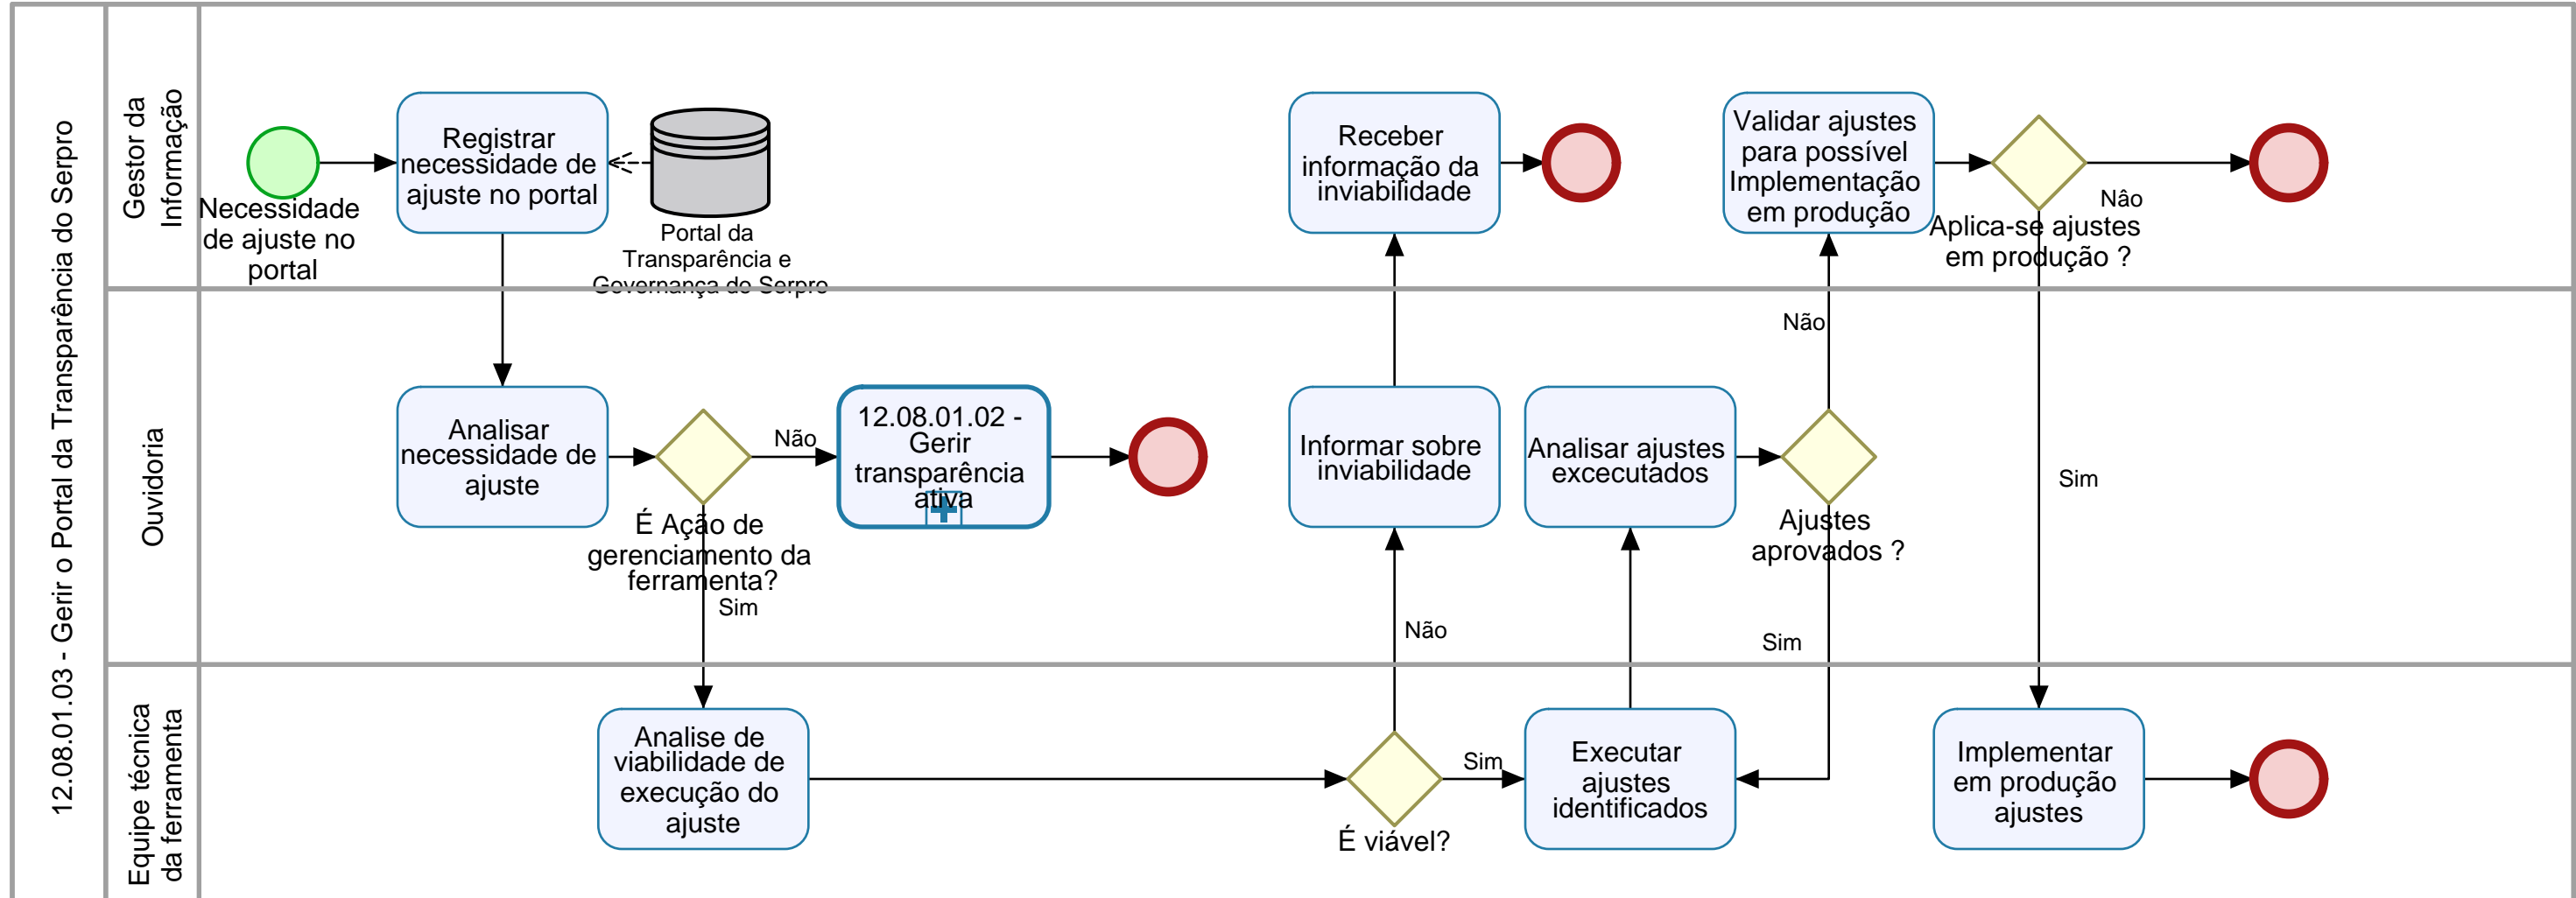 12.08.01.03 - Gerir o Portal da Transparência do Serpro
Gestor da
Informação
Necessidade
de ajuste no
portal
Registrar
necessidade de
ajuste no portal
Portal da
Transparência e
Governança do Serpro
Receber
informação da
inviabilidade
Validar ajustes
para possível
Implementação
em produção
Nâo
Aplica-se ajustes
em produção ?
Ouvidoria
Analisar
necessidade de
ajuste
É Ação de
gerenciamento da
ferramenta?
Não
Sim
12.08.01.02 -
Gerir
transparência
ativa
Informar sobre
inviabilidade
Não
Analisar ajustes
excecutados
Não
Ajustes
aprovados ?
Sim
Sim
Equipe técnica
da ferramenta
Analise de
viabilidade de
execução do
ajuste
É viável?
Sim
Executar
ajustes
identificados
Implementar
em produção
ajustes